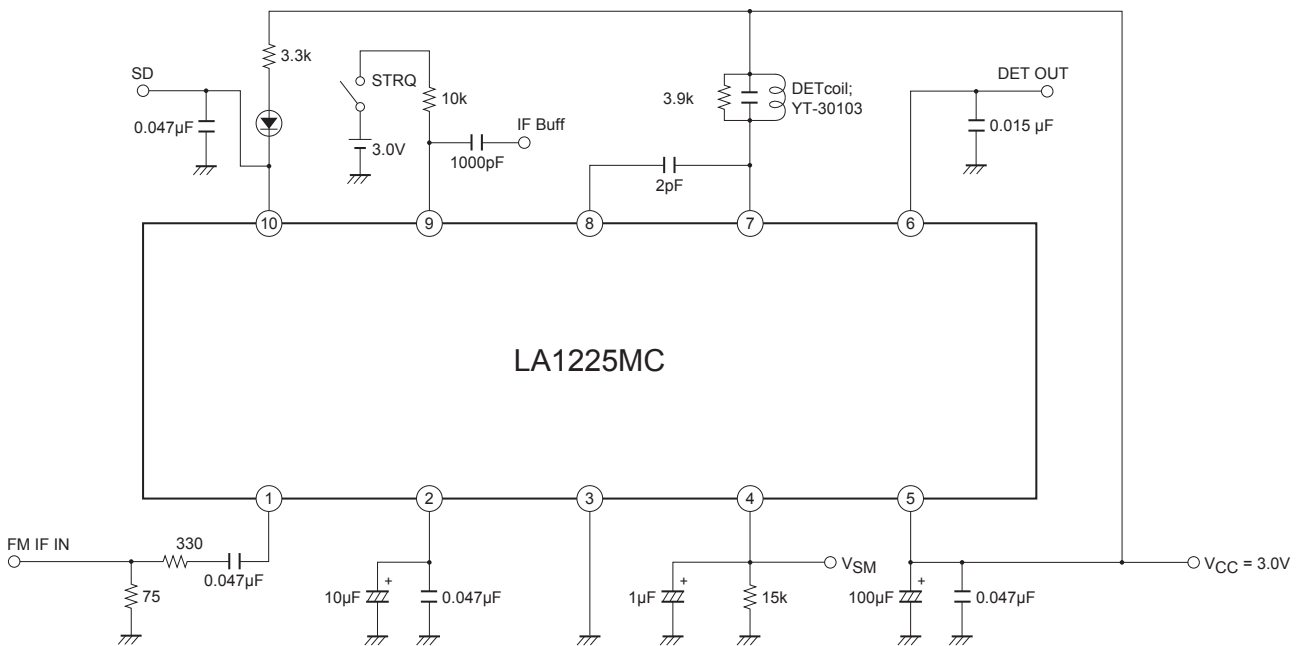 3.3k
SD
STRQ
DET OUT
10k
3.9k
DETcoil;
YT-30103
0.047μF
IF Buff
0.015 μF
3.0V
1000pF
2pF
10
9
8
7
6
LA1225MC
1
2
3
4
5
FM IF IN
330
0.047μF
VSM
VCC = 3.0V
75
10μF
+
0.047μF
1μF
+
15k
100μF
+
0.047μF